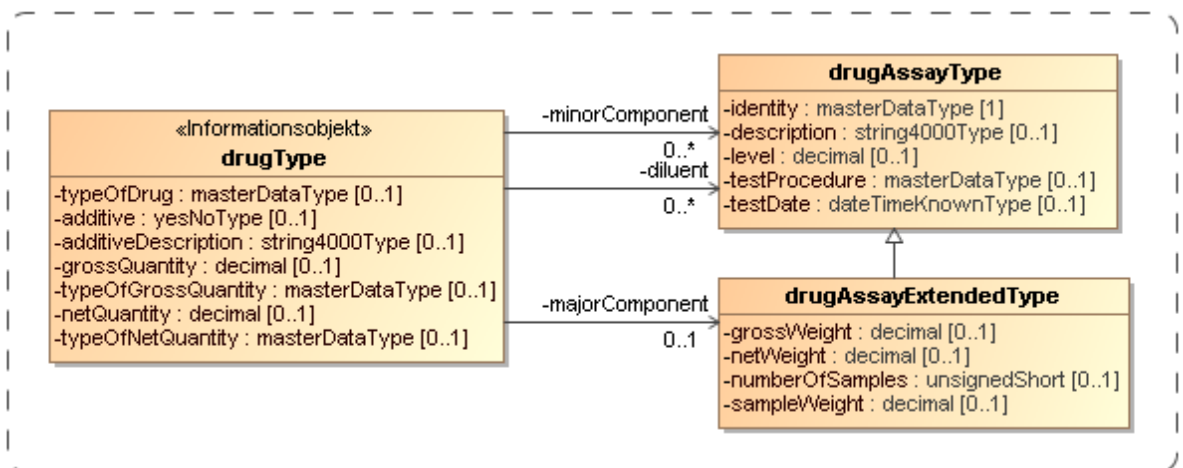 «Informationsobjekt»
drugType
-typeOfDrug : masterDataType [0..1]
-additive : yesNoType [0..1]
-additiveDescription : string4000Type [0..1]
-grossQuantity : decimal [0..1]
-typeOfGrossQuantity : masterDataType [0..1]
-netQuantity : decimal [0..1]
-typeOfNetQuantity : masterDataType [0..1]
-minorComponent
0..*
-diluent
0..*
-majorComponent
0..1
drugAssayType
-identity : masterDataType [1]
-description : string4000Type [0..1]
-level : decimal [0..1]
-testProcedure : masterDataType [0..1]
-testDate : dateTimeKnownType [0..1]
drugAssayExtendedType
-grossWeight : decimal [0..1]
-netWeight : decimal [0..1]
-numberOfSamples : unsignedShort [0..1]
-sampleWeight : decimal [0..1]